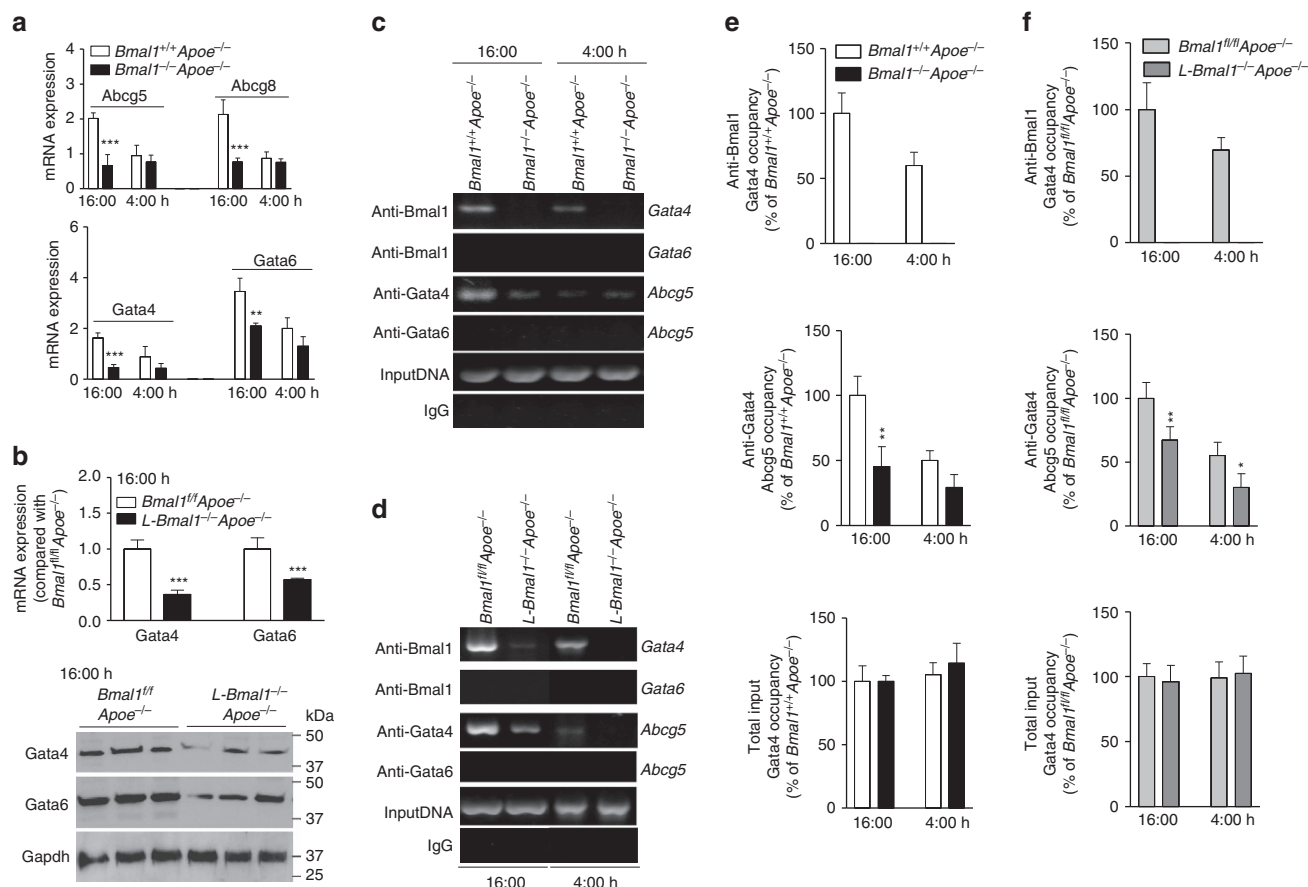 a
Bmal1+/+Apoe−/−
Bmal1−/−Apoe−/−
mRNA expression
6
4
2
0
Abcg5
Abcg8
***
***
16:00 4:00 h
16:00 4:00 h
mRNA expression
6
4
2
0
Gata4
Gata6
***
**
16:00 4:00 h
16:00 4:00 h
b
mRNA expression
(compared with
Bmal1fl/flApoe−/−)
2.0
1.5
1.0
0.5
0.0
16:00 h
Bmal1f/fApoe−/−
L-Bmal1−/−Apoe−/−
***
***
Gata4
Gata6
16:00 h
Bmal1f/f
Apoe−/−
L-Bmal1−/−
Apoe−/−
kDa
Gata4
50
37
Gata6
50
37
Gapdh
37
25
c
16:00
4:00 h
Bmal1+/+Apoe−/−
Bmal1−/−Apoe−/−
Bmal1+/+Apoe−/−
Bmal1−/−Apoe−/−
Anti-Bmal1 Gata4
Anti-Bmal1 Gata6
Anti-Gata4 Abcg5
Anti-Gata6 Abcg5
InputDNA
IgG
d
Bmal1fl/flApoe−/−
L-Bmal1−/−Apoe−/−
Bmal1fl/flApoe−/−
L-Bmal1−/−Apoe−/−
Anti-Bmal1 Gata4
Anti-Bmal1 Gata6
Anti-Gata4 Abcg5
Anti-Gata6 Abcg5
InputDNA
IgG
16:00
4:00 h
e
Bmal1+/+Apoe−/−
Bmal1−/−Apoe−/−
Anti-Bmal1
Gata4 occupancy
(% of Bmal1+/+Apoe−/−)
150
100
50
0
16:00
4:00 h
Anti-Gata4
Abcg5 occupancy
(% of Bmal1+/+Apoe−/−)
150
100
50
0
**
16:00
4:00 h
Total input
Gata4 occupancy
(% of Bmal1+/+Apoe−/−)
150
100
50
0
16:00
4:00 h
f
Bmal1fl/flApoe−/−
L-Bmal1−/−Apoe−/−
Anti-Bmal1
Gata4 occupancy
(% of Bmal1fl/flApoe−/−)
150
100
50
0
16:00
4:00 h
Anti-Gata4
Abcg5 occupancy
(% of Bmal1fl/flApoe−/−)
150
100
50
0
**
*
16:00
4:00 h
Total input
Gata4 occupancy
(% of Bmal1fl/flApoe−/−)
150
100
50
0
16:00
4:00 h